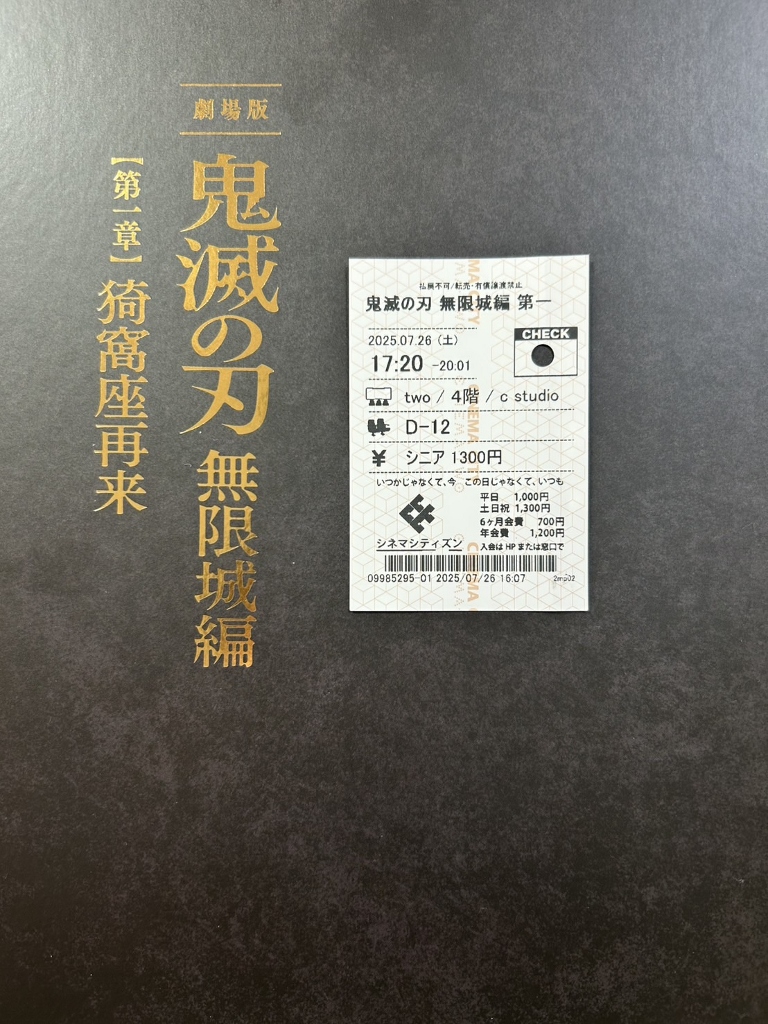 劇場版
鬼滅の刃 無限城編
【第一章】猗窩座再来
払戻不可/転売・有償譲渡禁止
鬼滅の刃 無限城編 第一
2025.07.26 (土)
CHECK
17:20 -20:01
two / 4階 / c studio
D-12
¥ シニア 1300円
いつかじゃなくて、今 この日じゃなくて、いつも
平日 1,000円
土日祝 1,300円
6ヶ月会費 700円
年会費 1,200円
シネマシティズン
入会はHPまたは窓口で
09985295-01 2025/07/26 16:07